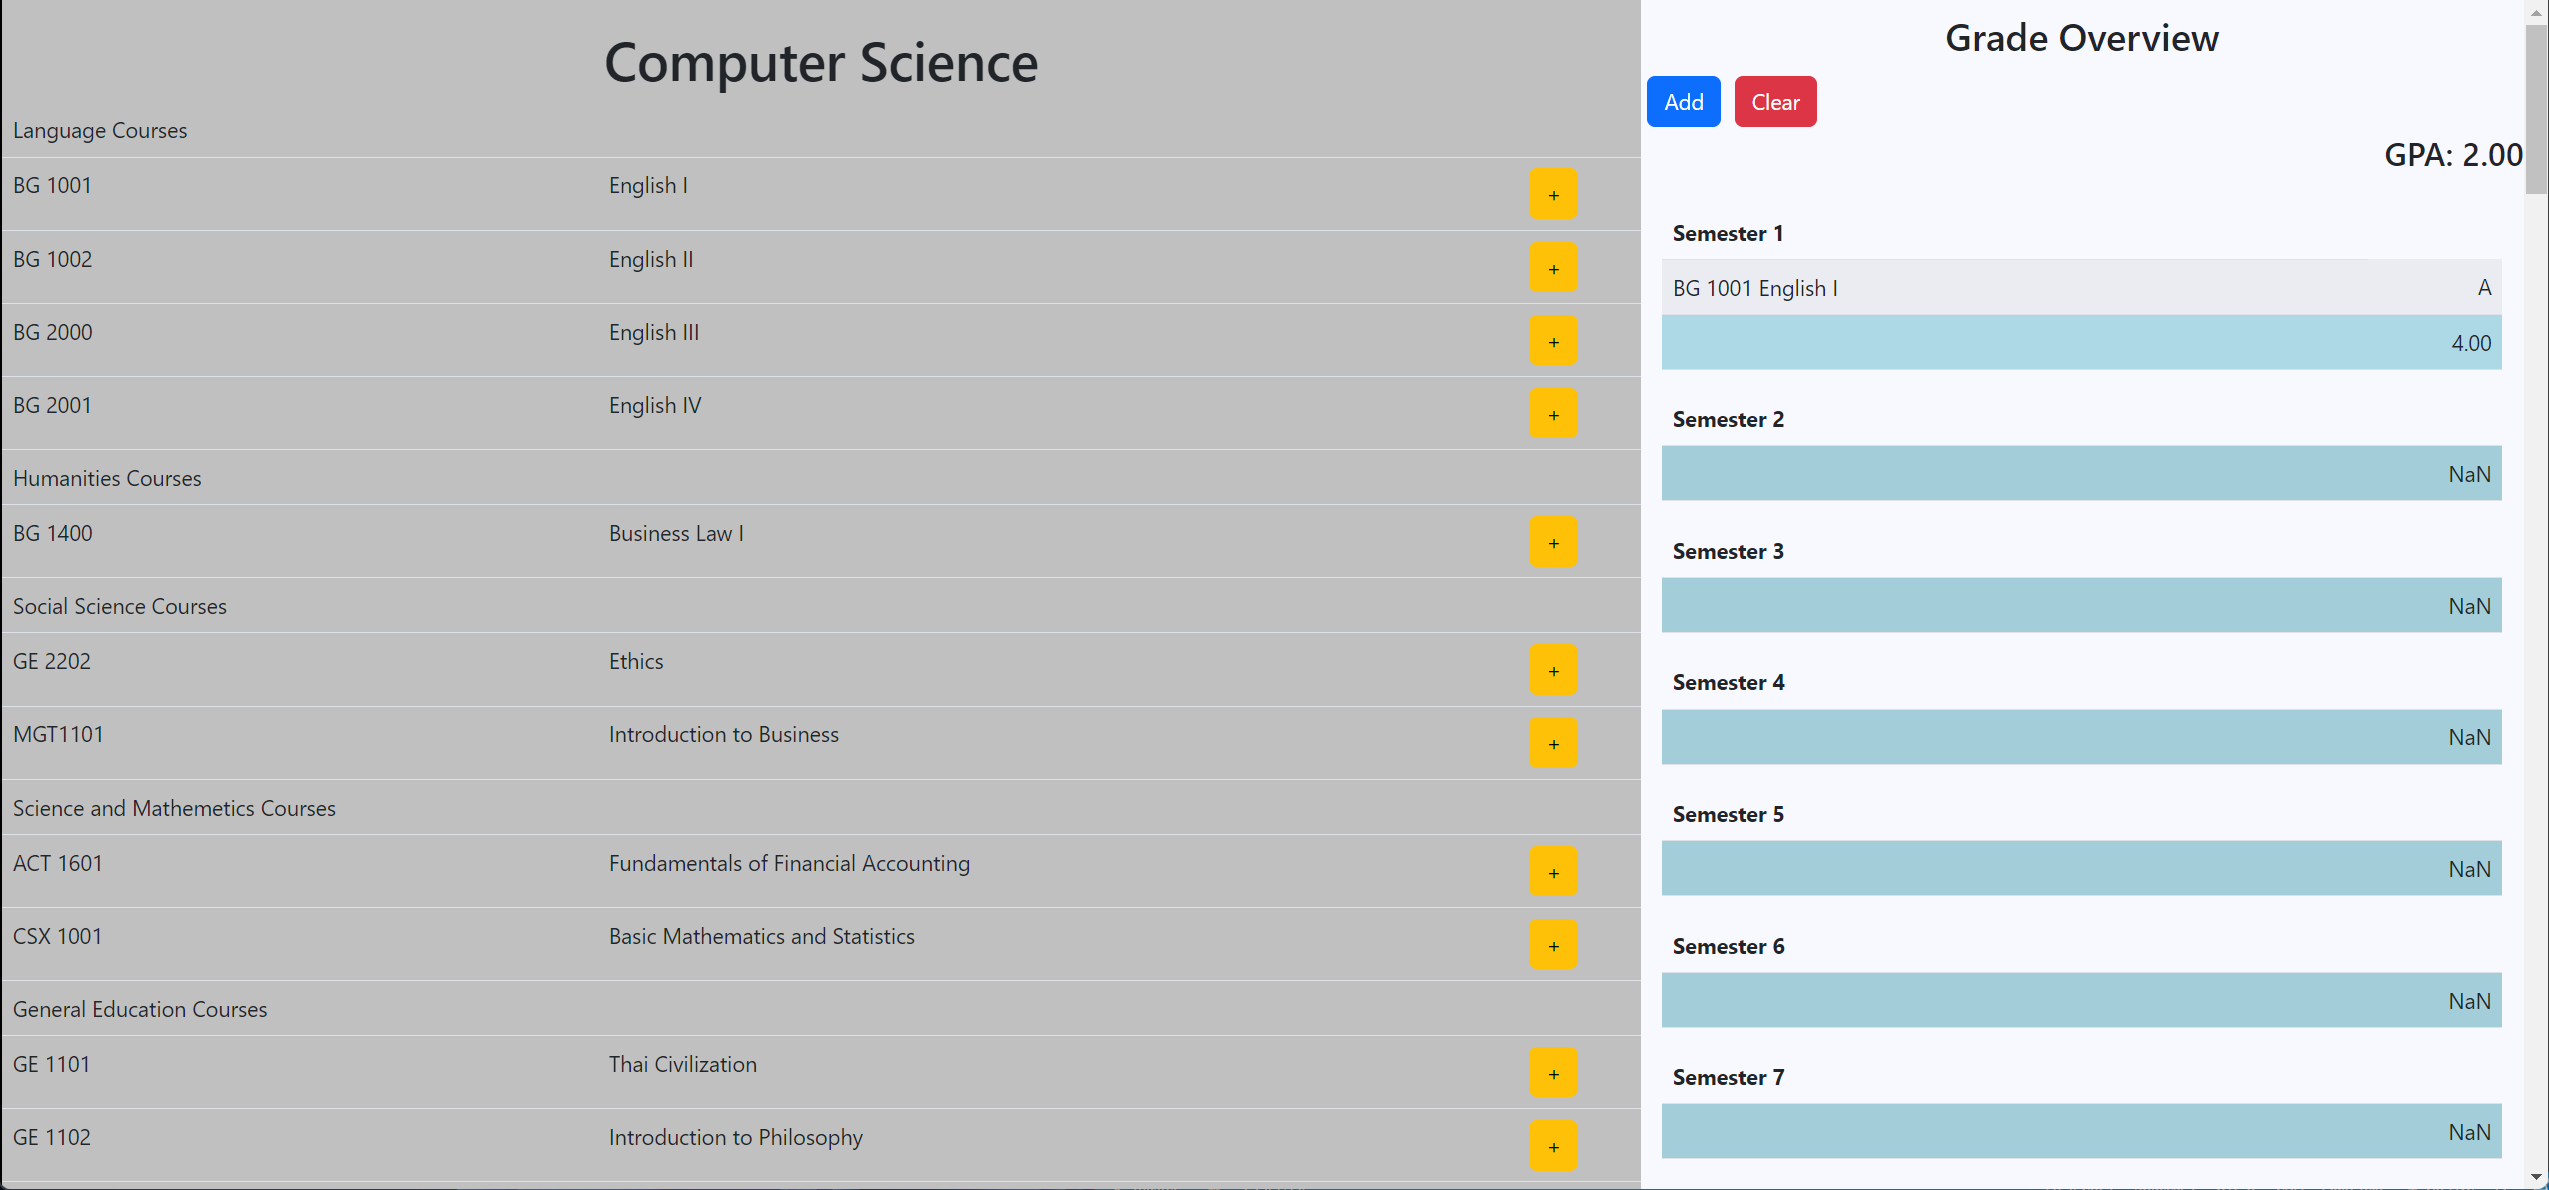 Computer Science
Language Courses
BG 1001 English I +
BG 1002 English II +
BG 2000 English III +
BG 2001 English IV +
Humanities Courses
BG 1400 Business Law I +
Social Science Courses
GE 2202 Ethics +
MGT1101 Introduction to Business +
Science and Mathemetics Courses
ACT 1601 Fundamentals of Financial Accounting +
CSX 1001 Basic Mathematics and Statistics +
General Education Courses
GE 1101 Thai Civilization +
GE 1102 Introduction to Philosophy +
Grade Overview
Add Clear
GPA: 2.00
Semester 1
BG 1001 English I A
4.00
Semester 2
NaN
Semester 3
NaN
Semester 4
NaN
Semester 5
NaN
Semester 6
NaN
Semester 7
NaN